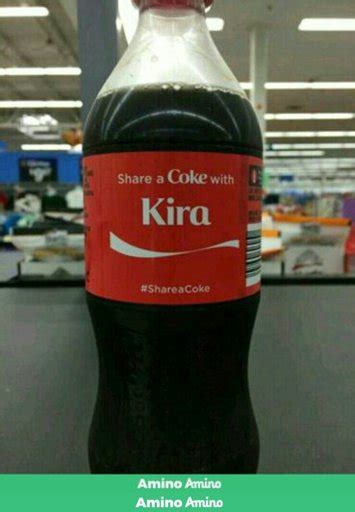 Share a Coke with
Kira
#ShareaCoke
Amino Amino
Amino Amino